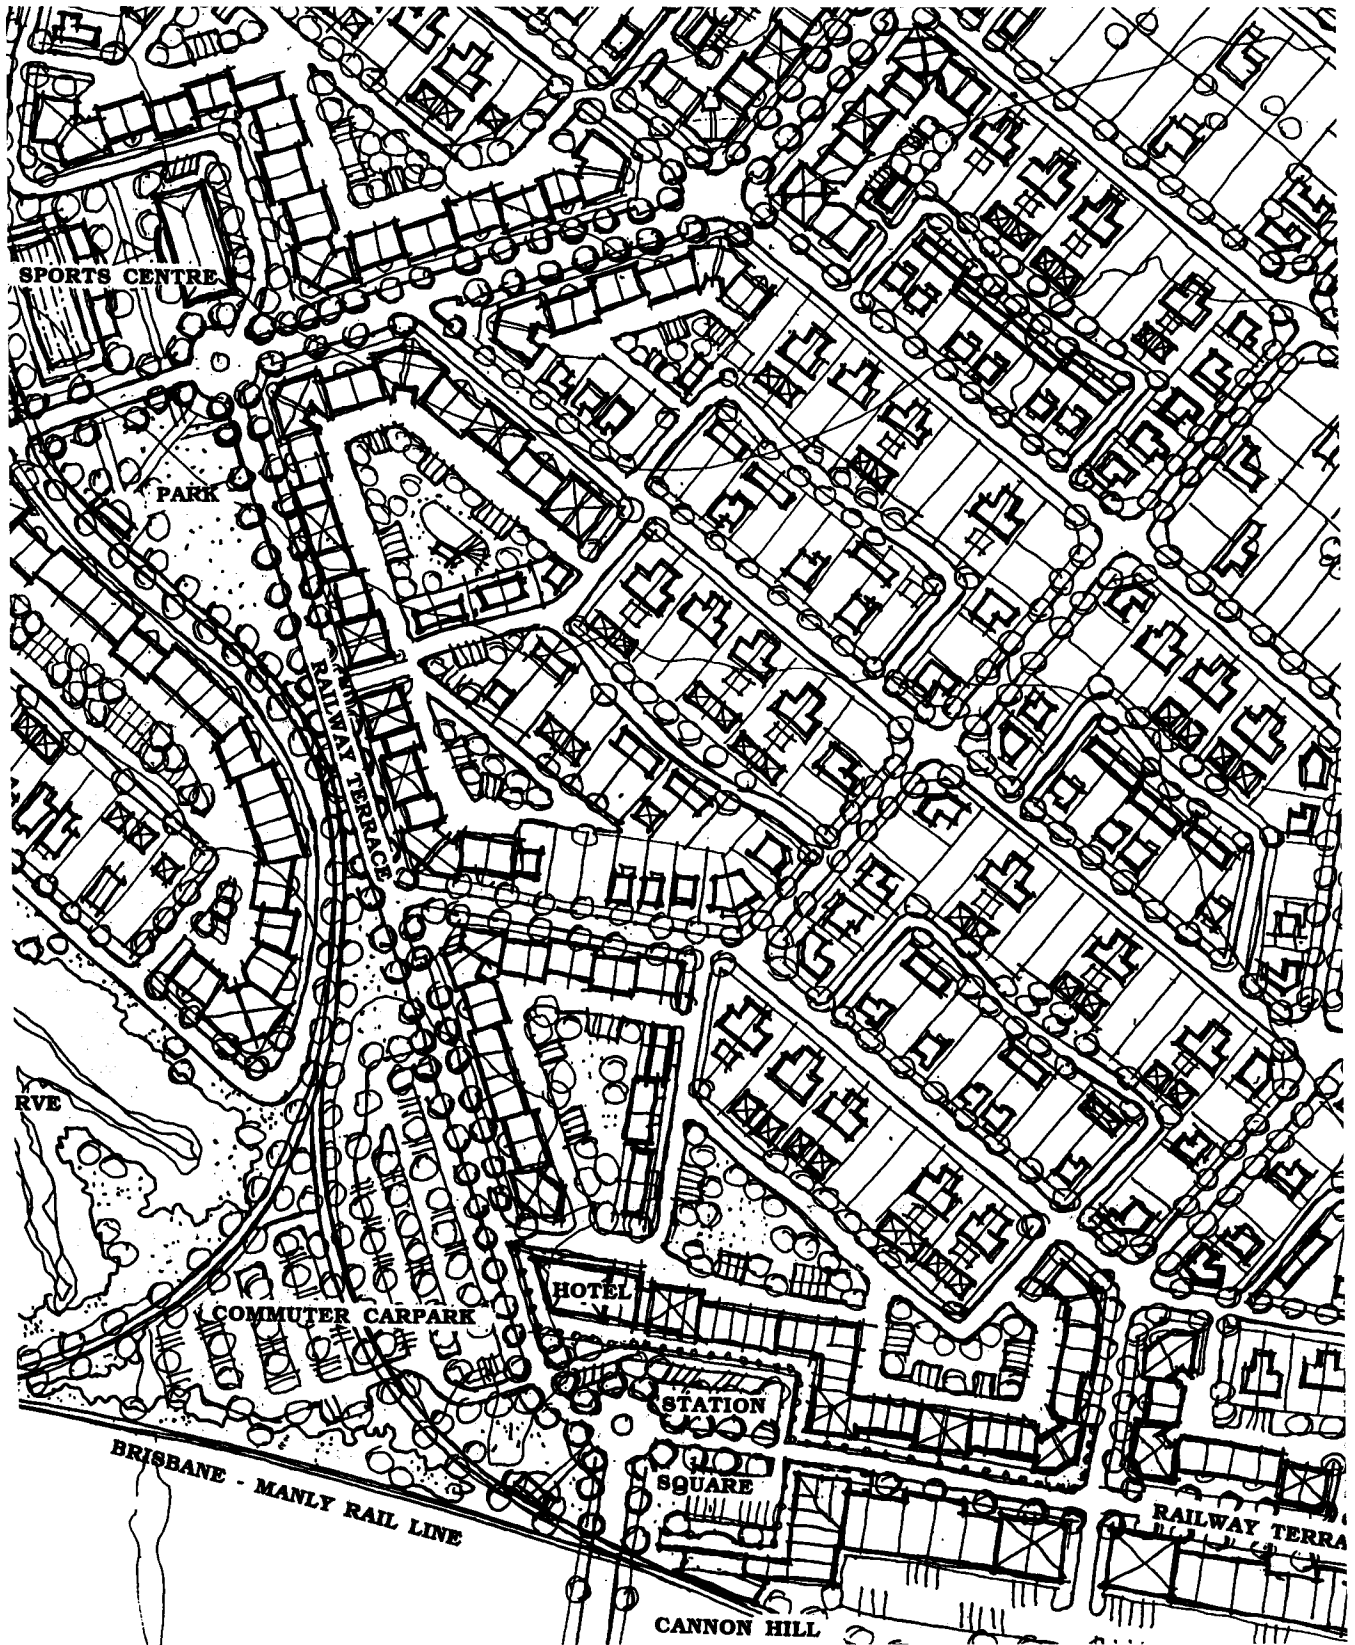 SPORTS CENTRE
PARK
RAILWAY TERRACE
RVE
HOTEL
COMMUTER CARPARK
STATION
SQUARE
BRISBANE - MANLY RAIL LINE
RAILWAY TERRA
CANNON HILL